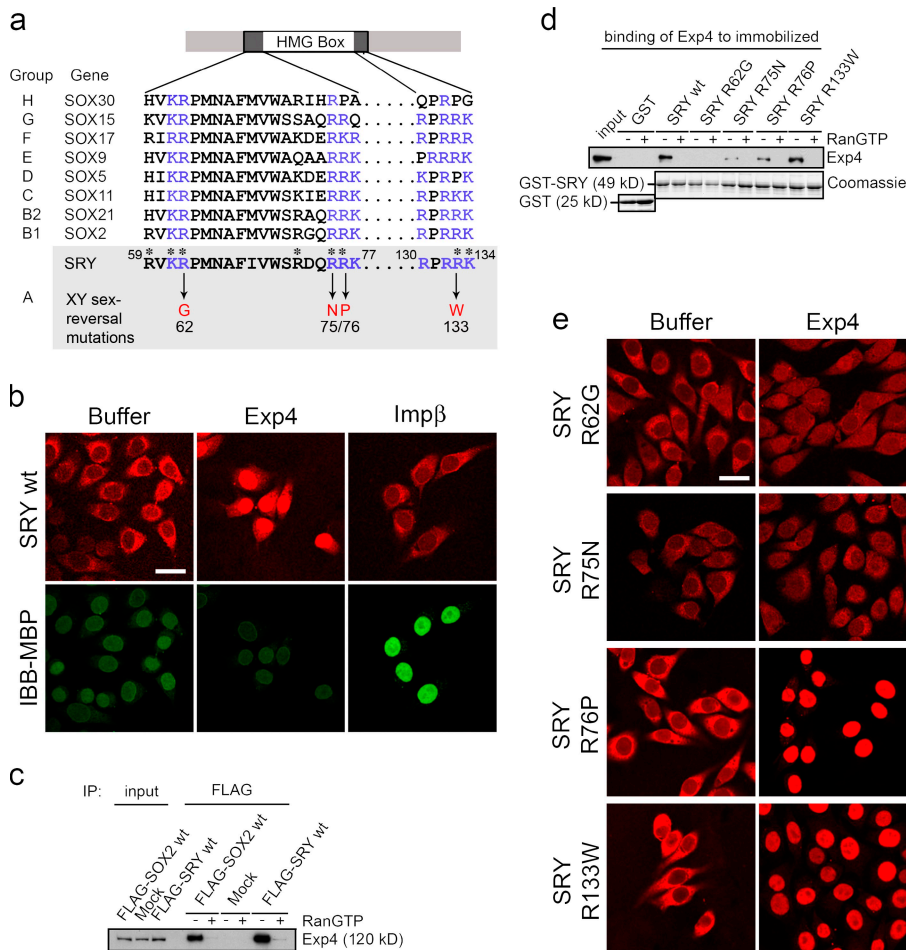 a
HMG Box
Group Gene
H SOX30 HVKRPMNAFMVWARIHRPA.....QPRPG
G SOX15 KVKRPMNAFMVWSSAQRRQ.....RPRRK
F SOX17 RIRRPMNAFMVWAKDERKR.....RPRRK
E SOX9 HVKRPMNAFMVWAQAARRK.....PRRRK
D SOX5 HIKRPMNAFMVWAKDERRK.....KPRPK
C SOX11 HIKRPMNAFMVWSKIERRK.....RPRRK
B2 SOX21 HVKRPMNAFMVWSRAQRRK.....RPRRK
B1 SOX2 HVKRPMNAFMVWSRGQRRK.....RPRRK
* ** * ** **
SRY 59 RVKRPMNAFIVWSRDQRRK 77 ..... 130 RPRRK 134
A XY sex-reversal mutations
G N P W
62 75/76 133
b
Buffer Exp4 Impβ
SRY wt
IBB-MBP
c
IP: input FLAG
FLAG-SOX2 wt Mock FLAG-SRY wt FLAG-SOX2 wt Mock FLAG-SRY wt
- + - + - + RanGTP
Exp4 (120 kD)
d
binding of Exp4 to immobilized
input GST SRY wt SRY R62G SRY R75N SRY R76P SRY R133W
- + - + - + - + - + - + RanGTP
Exp4
GST-SRY (49 kD) Coomassie
GST (25 kD)
e
Buffer Exp4
SRY R62G
SRY R75N
SRY R76P
SRY R133W